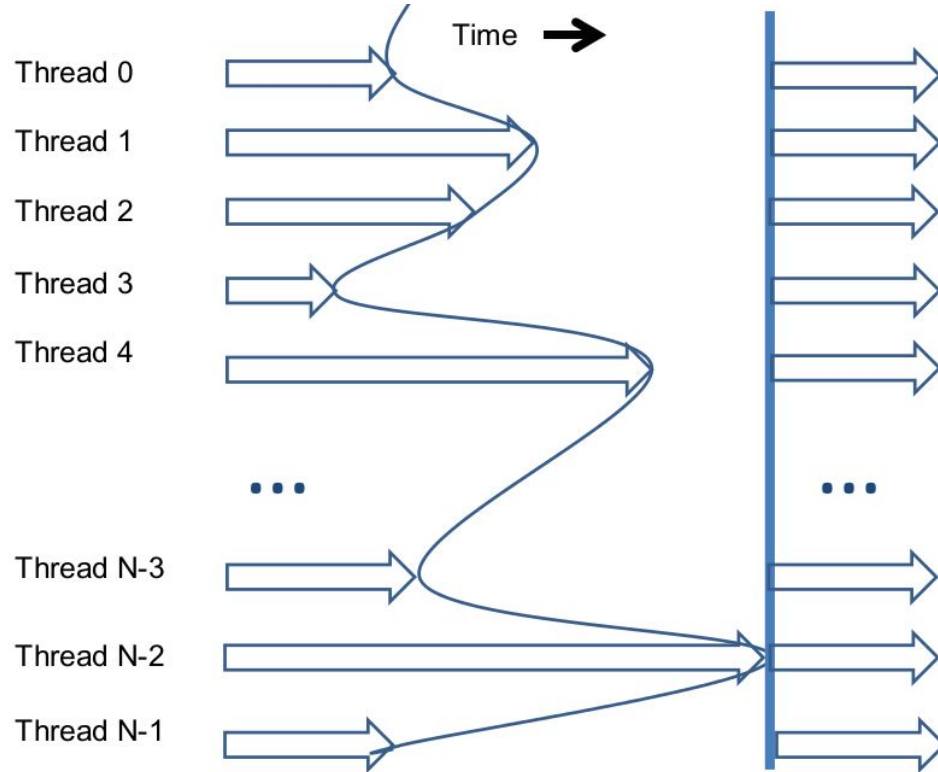 Time
Thread 0
Thread 1
Thread 2
Thread 3
Thread 4
... ...
Thread N-3
Thread N-2
Thread N-1